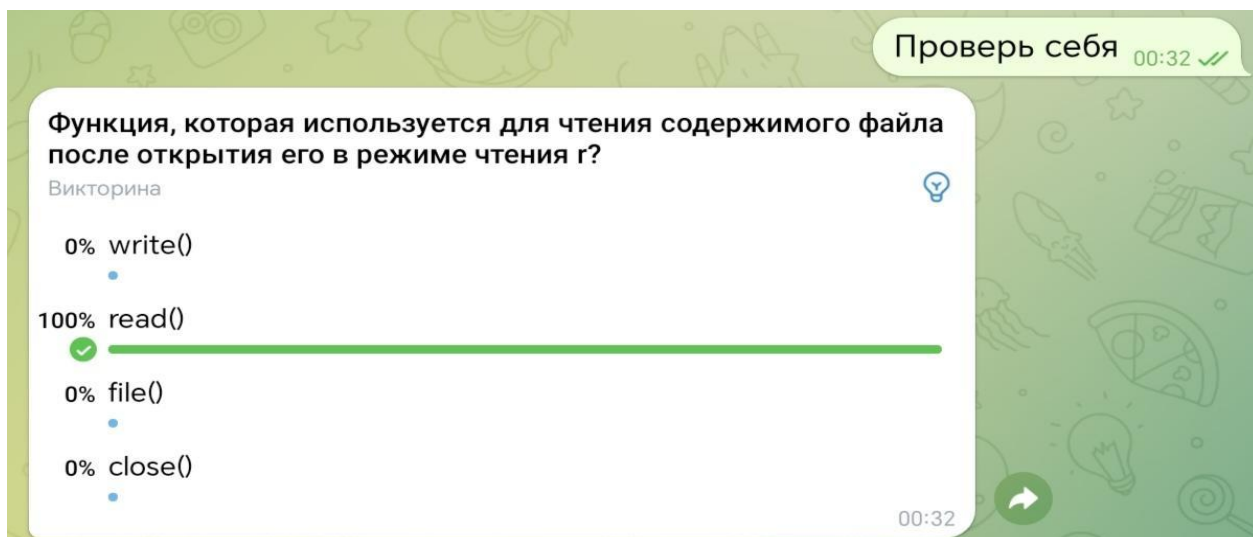 Проверь себя 00:32
Функция, которая используется для чтения содержимого файла
после открытия его в режиме чтения r?
Викторина
0% write()
100% read()
0% file()
0% close()
00:32